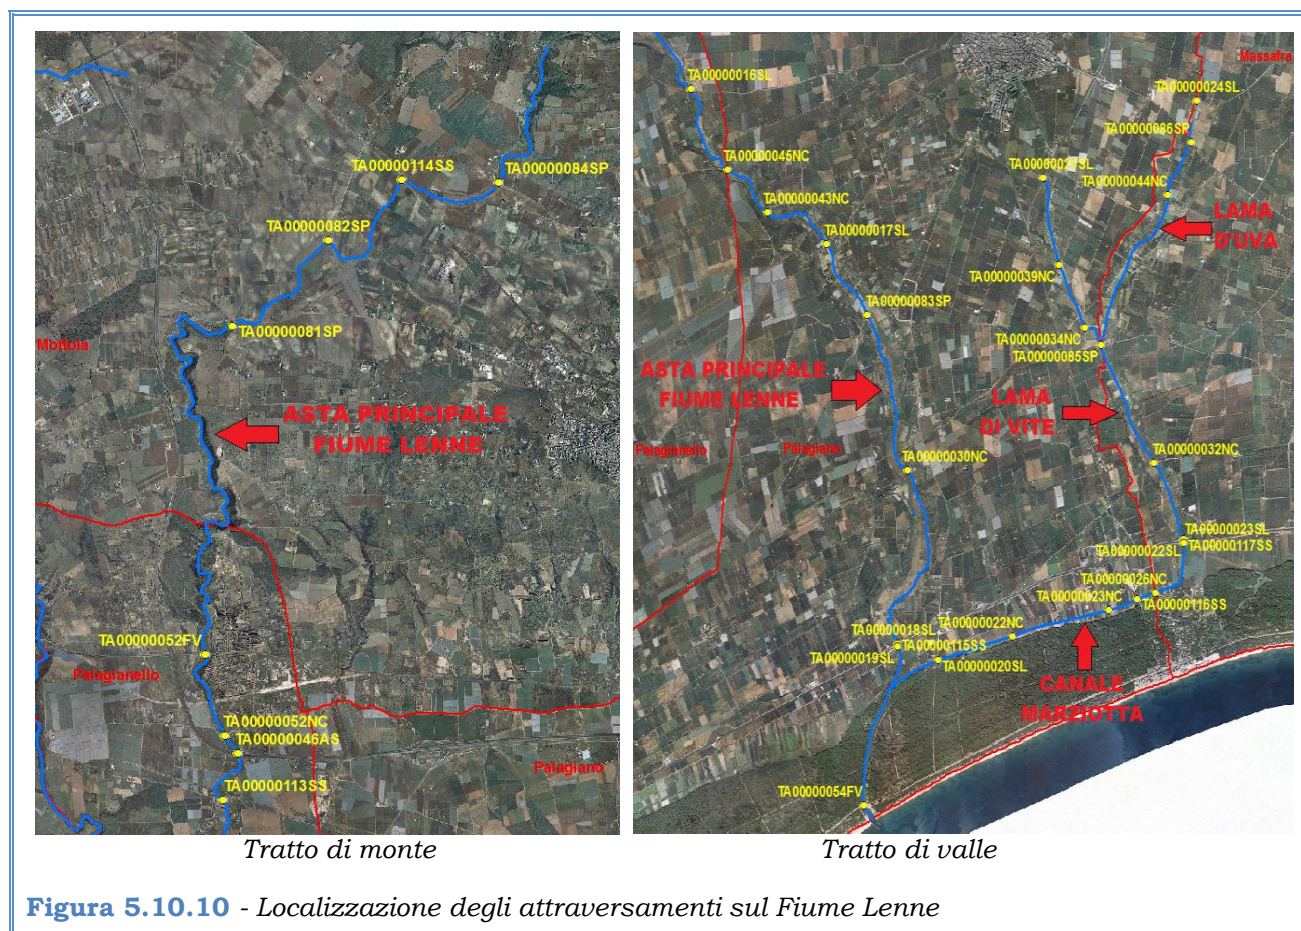 TA00000114SS
TA00000084SP
TA00000082SP
TA00000081SP
Mottola
ASTA PRINCIPALE
FIUME LENNE
TA00000052FV
Palagianello
TA00000052NC
TA00000046AS
Palagiano
TA00000113SS
Tratto di monte
Massafra
TA00000016SL
TA00000024SL
TA00000086SP
TA00000045NC
TA00000021SL
TA00000044NC
TA00000043NC
LAMA
D'UVA
TA00000017SL
TA00000039NC
TA00000083SP
TA00000034NC
TA00000085SP
ASTA PRINCIPALE
FIUME LENNE
LAMA
DI VITE
Palagianello
Palagiano
TA00000030NC
TA00000032NC
TA00000023SL
TA00000117SS
TA00000022SL
TA00000026NC
TA00000023NC
TA00000116SS
TA00000022NC
TA00000018SL
TA00000115SS
TA00000019SL
TA00000020SL
CANALE
MARZIOTTA
TA00000054FV
Tratto di valle
Figura 5.10.10 - Localizzazione degli attraversamenti sul Fiume Lenne